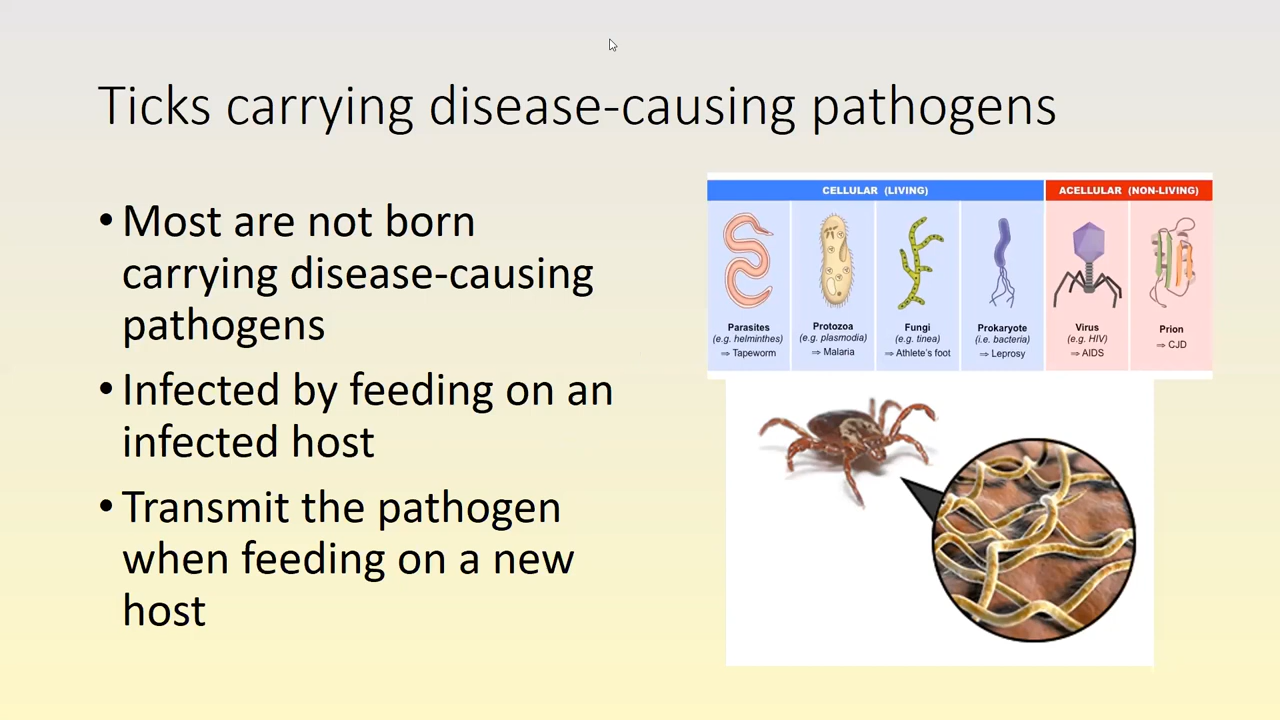 Ticks carrying disease-causing pathogens
• Most are not born
carrying disease-causing
pathogens
• Infected by feeding on an
infected host
• Transmit the pathogen
when feeding on a new
host
CELLULAR (LIVING)
ACELLULAR (NON-LIVING)
Parasites
(e.g. helminthes)
⇒ Tapeworm
Protozoa
(e.g. plasmodia)
⇒ Malaria
Fungi
(e.g. tinea)
⇒ Athlete's foot
Prokaryote
(i.e. bacteria)
⇒ Leprosy
Virus
(e.g. HIV)
⇒ AIDS
Prion
⇒ CJD